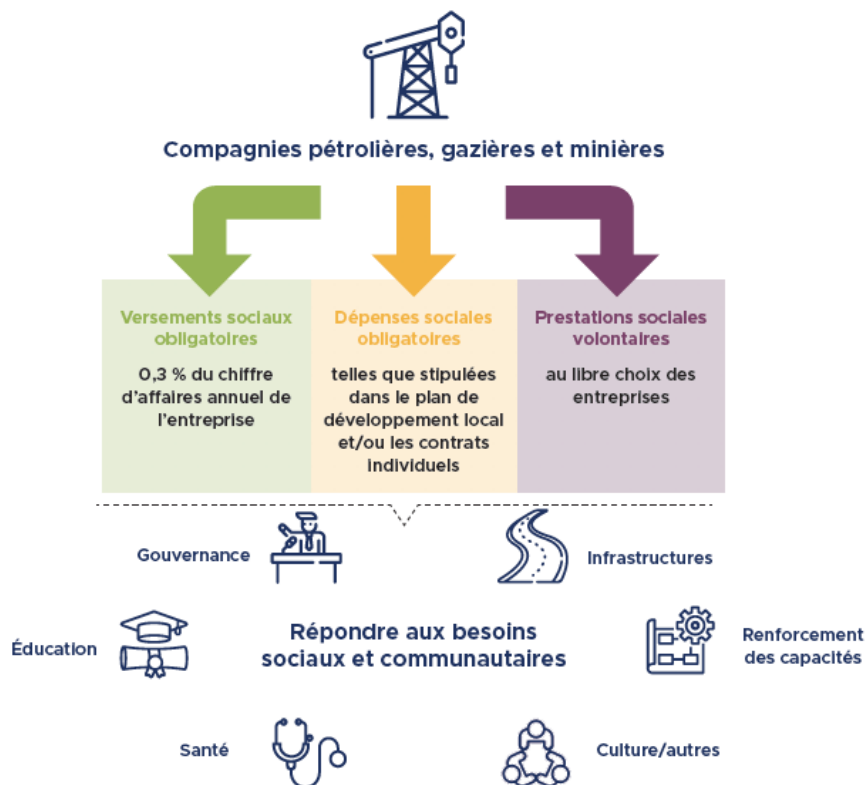 Compagnies pétrolières, gazières et minières
Versements sociaux
obligatoires
0,3 % du chiffre
d'affaires annuel de
l'entreprise
Dépenses sociales
obligatoires
telles que stipulées
dans le plan de
développement local
et/ou les contrats
individuels
Prestations sociales
volontaires
au libre choix des
entreprises
Gouvernance
Infrastructures
Éducation
Répondre aux besoins
sociaux et communautaires
Renforcement
des capacités
Santé
Culture/autres